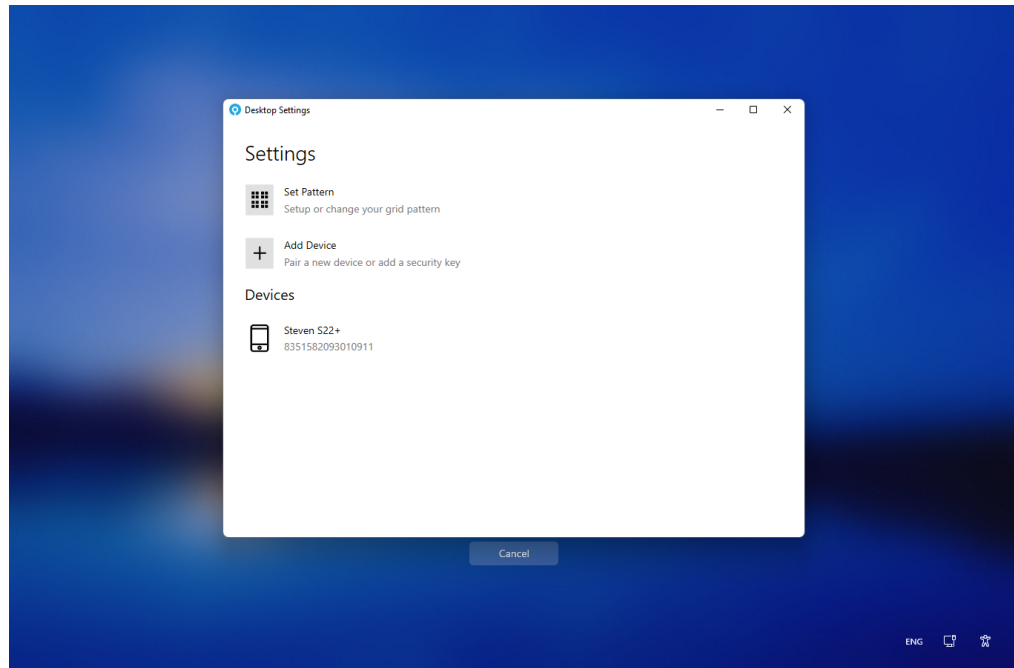 Desktop Settings
Settings
Set Pattern
Setup or change your grid pattern
Add Device
Pair a new device or add a security key
Devices
Steven S22+
8351582093010911
Cancel
ENG